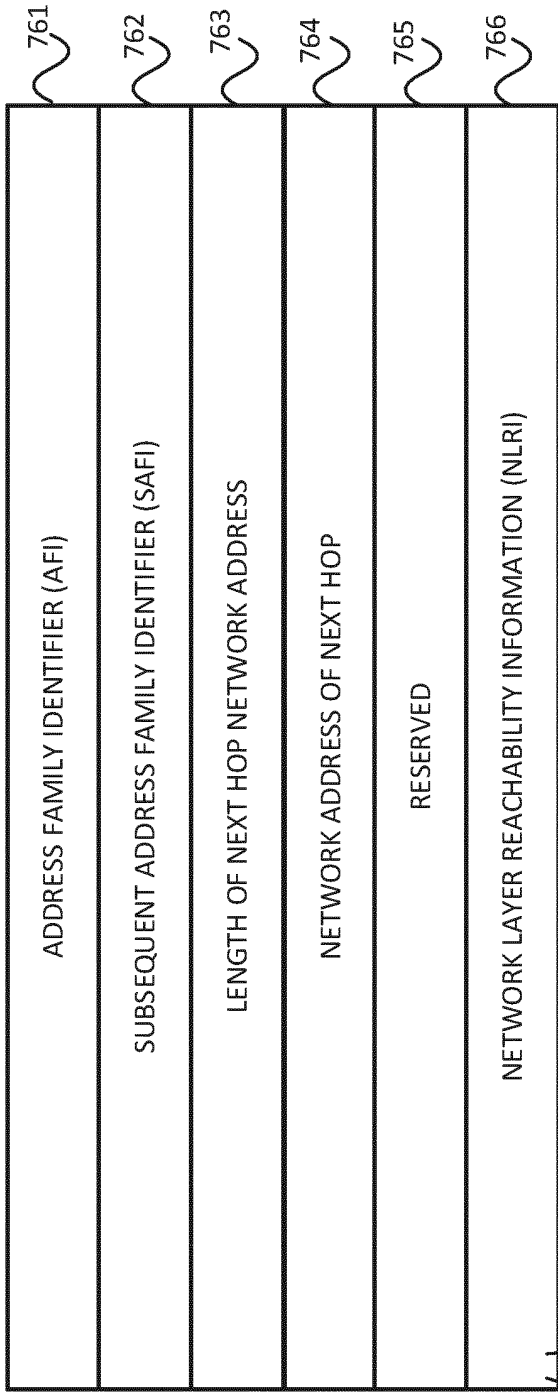 ADDRESS FAMILY IDENTIFIER (AFI) 761
SUBSEQUENT ADDRESS FAMILY IDENTIFIER (SAFI) 762
LENGTH OF NEXT HOP NETWORK ADDRESS 763
NETWORK ADDRESS OF NEXT HOP 764
RESERVED 765
NETWORK LAYER REACHABILITY INFORMATION (NLRI) 766